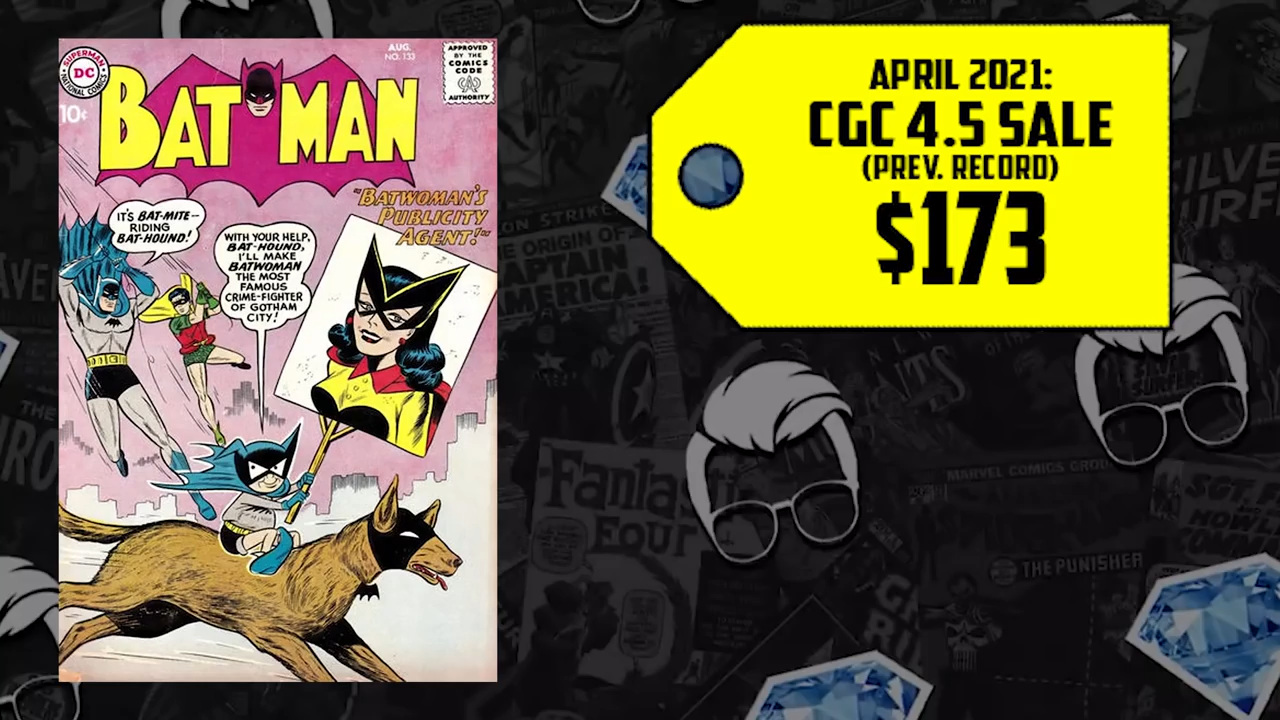 SUPERMAN
DC
NATIONAL COMICS
AUG.
NO. 133
APPROVED
BY THE
COMICS
CODE
CA
AUTHORITY
10¢
BATMAN
"BATWOMAN'S
PUBLICITY
AGENT!"
IT'S BAT-MITE--
RIDING
BAT-HOUND!
WITH YOUR HELP,
BAT-HOUND,
I'LL MAKE
BATWOMAN
THE MOST
FAMOUS
CRIME-FIGHTER
OF GOTHAM
CITY!
APRIL 2021:
CGC 4.5 SALE
(PREV. RECORD)
$173
THE ORIGIN OF
CAPTAIN
AMERICA!
Fantastic
Four
MARVEL COMICS GROUP
THE PUNISHER